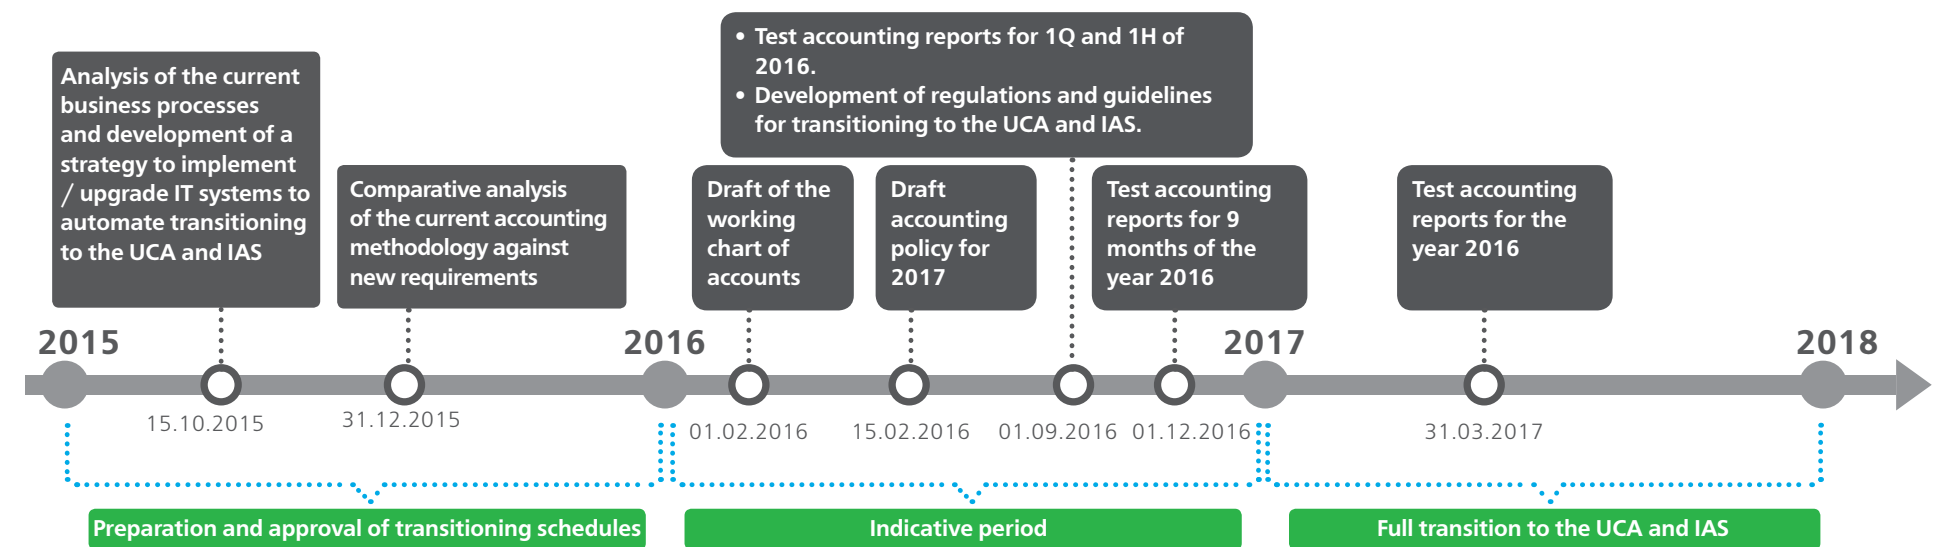 Analysis of the current
business processes
and development of a
strategy to implement
/ upgrade IT systems to
automate transitioning
to the UCA and IAS
Comparative analysis
of the current accounting
methodology against
new requirements
• Test accounting reports for 1Q and 1H of
2016.
• Development of regulations and guidelines
for transitioning to the UCA and IAS.
Draft of the
working
chart of
accounts
Draft
accounting
policy for
2017
Test accounting
reports for 9
months of the
year 2016
Test accounting
reports for the
year 2016
2015
2016
2017
2018
15.10.2015
31.12.2015
01.02.2016
15.02.2016
01.09.2016
01.12.2016
31.03.2017
Preparation and approval of transitioning schedules
Indicative period
Full transition to the UCA and IAS